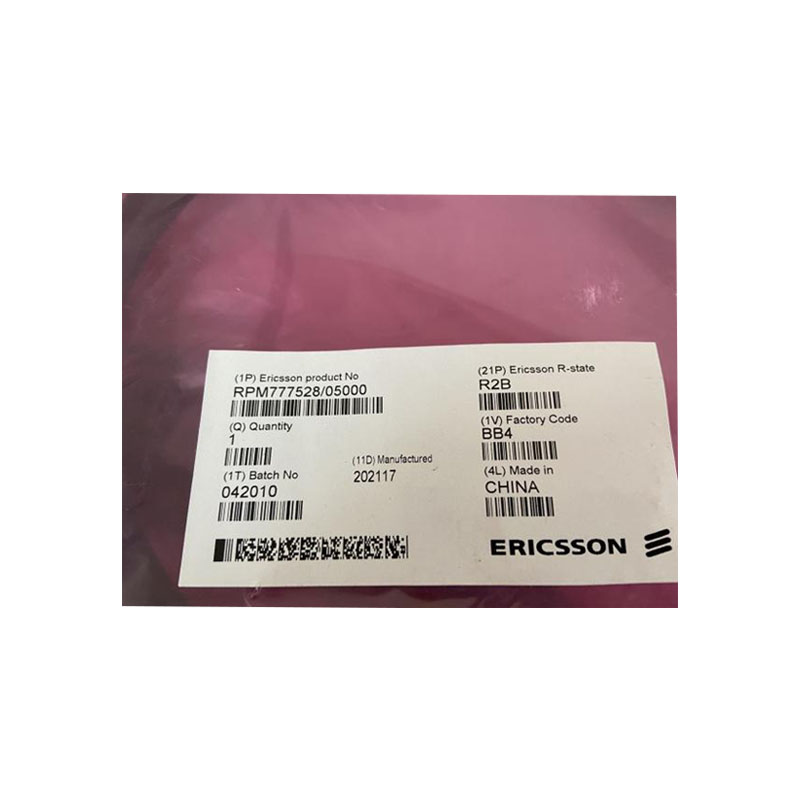 (1P) Ericsson product No
RPM777528/05000
(21P) Ericsson R-state
R2B
(Q) Quantity
1
(1V) Factory Code
BB4
(1T) Batch No
042010
(11D) Manufactured
202117
(4L) Made in
CHINA
ERICSSON